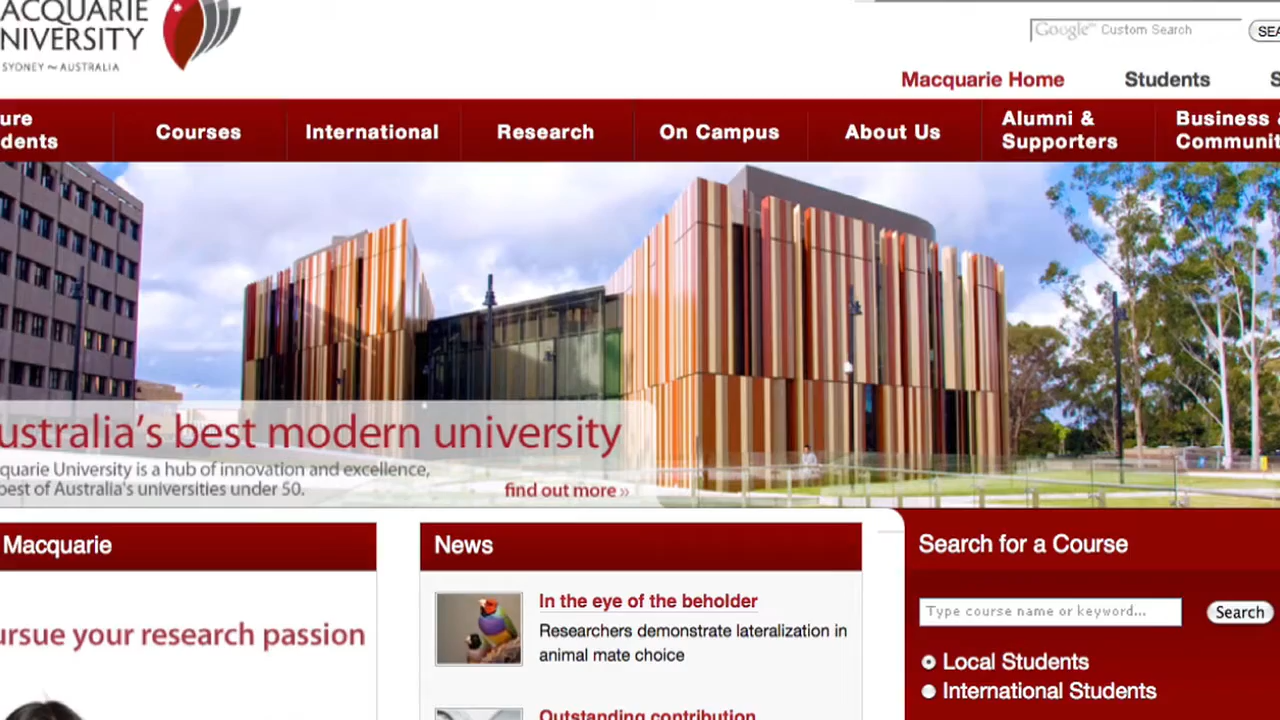 ACQUARIE
NIVERSITY
SYDNEY ~ AUSTRALIA
Google™ Custom Search
SEA
Macquarie Home
Students
S
ure
dents
Courses
International
Research
On Campus
About Us
Alumni &
Supporters
Business &
Communit
ustralia's best modern university
quarie University is a hub of innovation and excellence,
best of Australia's universities under 50.
find out more »
Macquarie
ursue your research passion
News
In the eye of the beholder
Researchers demonstrate lateralization in
animal mate choice
Outstanding contribution
Search for a Course
Type course name or keyword...
Search
Local Students
International Students